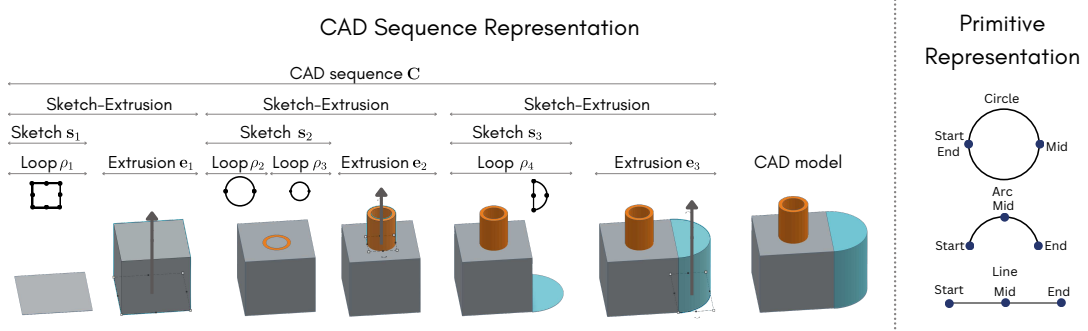 CAD Sequence Representation
CAD sequence C
Sketch-Extrusion Sketch-Extrusion Sketch-Extrusion
Sketch s₁ Sketch s₂ Sketch s₃
Loop ρ₁ Extrusion e₁ Loop ρ₂ Loop ρ₃ Extrusion e₂ Loop ρ₄ Extrusion e₃ CAD model
Primitive
Representation
Circle
Start
End
Mid
Arc
Mid
Start End
Line
Start Mid End